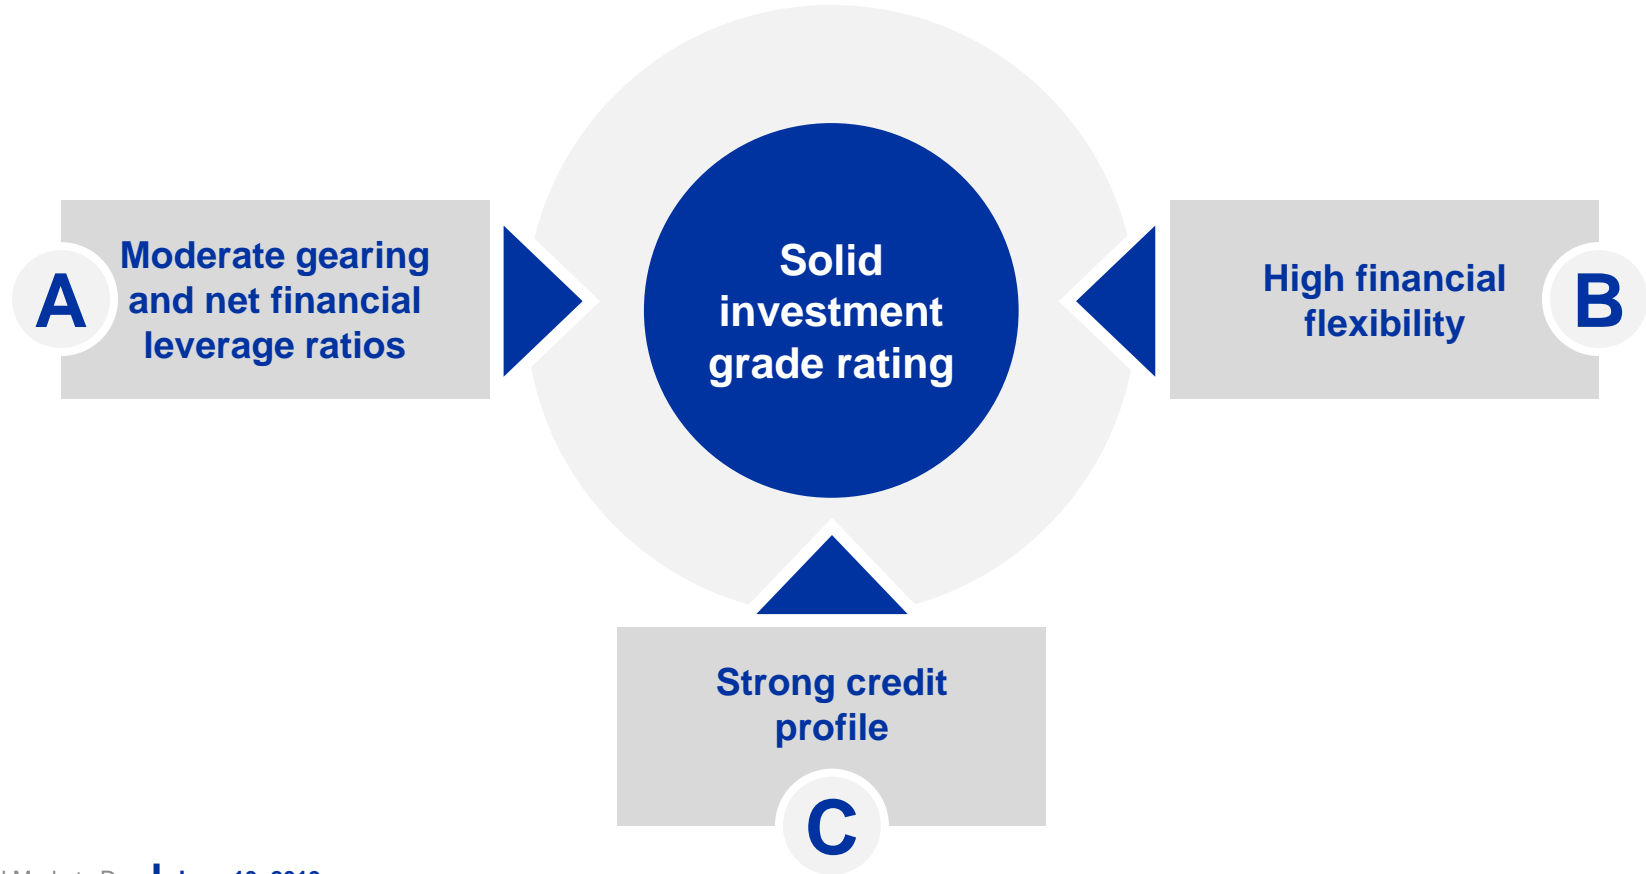 A
Moderate gearing
and net financial
leverage ratios
Solid
investment
grade rating
High financial
flexibility
B
Strong credit
profile
C